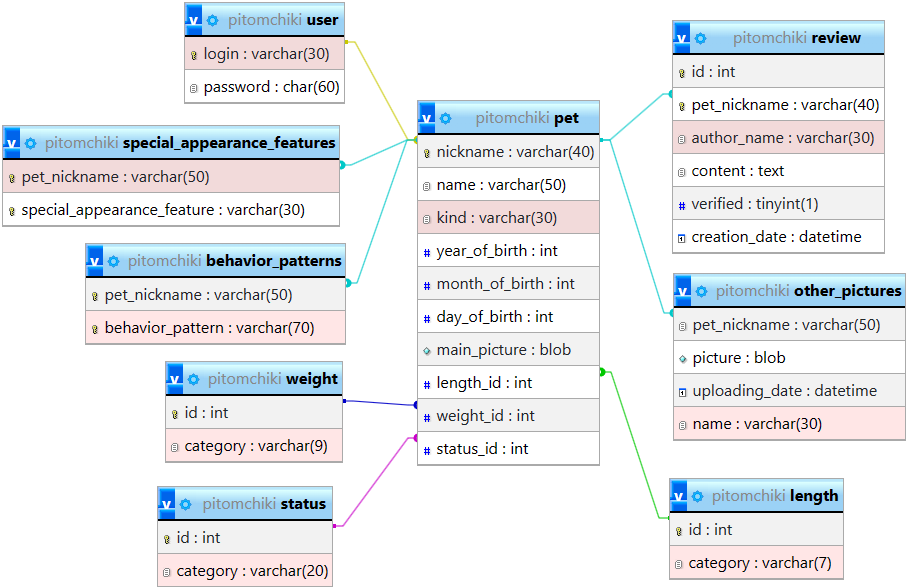 v pitomchiki user
login : varchar(30)
password : char(60)
v pitomchiki special_appearance_features
pet_nickname : varchar(50)
special_appearance_feature : varchar(30)
v pitomchiki behavior_patterns
pet_nickname : varchar(50)
behavior_pattern : varchar(70)
v pitomchiki weight
id : int
category : varchar(9)
v pitomchiki status
id : int
category : varchar(20)
v pitomchiki pet
nickname : varchar(40)
name : varchar(50)
kind : varchar(30)
# year_of_birth : int
# month_of_birth : int
# day_of_birth : int
main_picture : blob
# length_id : int
# weight_id : int
# status_id : int
v pitomchiki review
id : int
pet_nickname : varchar(40)
author_name : varchar(30)
content : text
# verified : tinyint(1)
creation_date : datetime
v pitomchiki other_pictures
pet_nickname : varchar(50)
picture : blob
uploading_date : datetime
name : varchar(30)
v pitomchiki length
id : int
category : varchar(7)